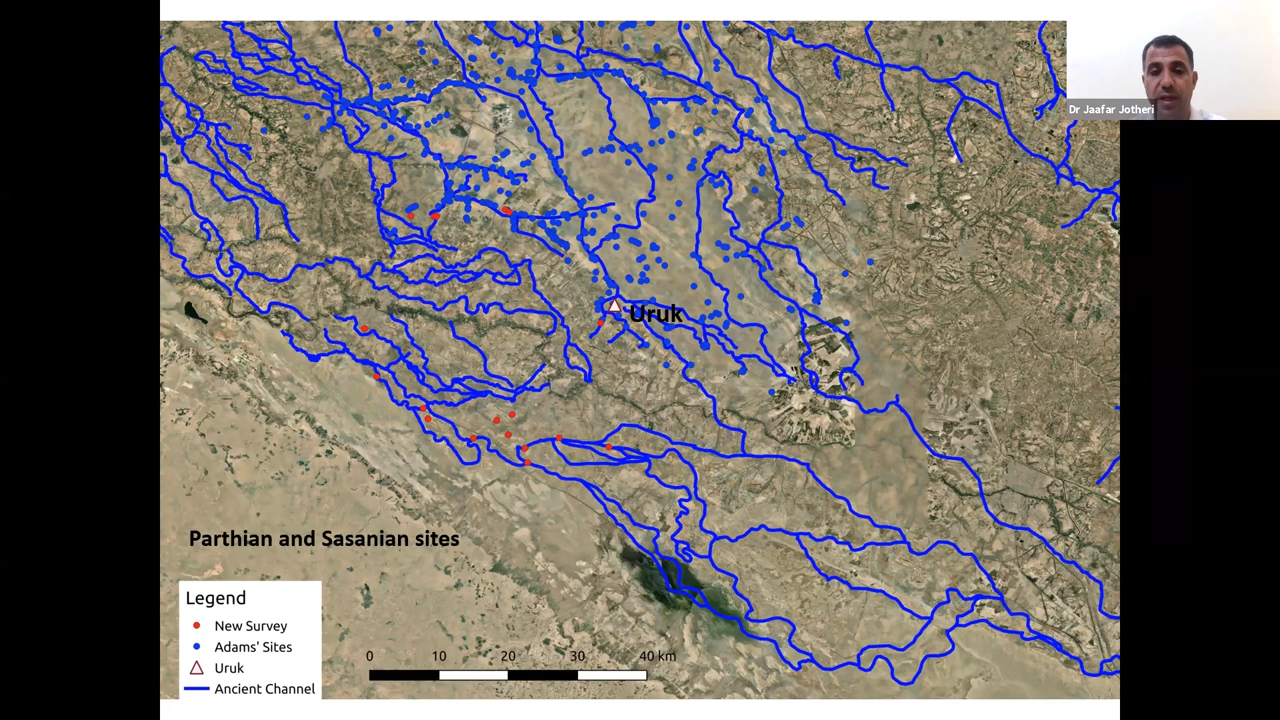 Dr Jaafar Jotheri
Uruk
Parthian and Sasanian sites
Legend
New Survey
Adams' Sites
Uruk
Ancient Channel
0 10 20 30 40 km